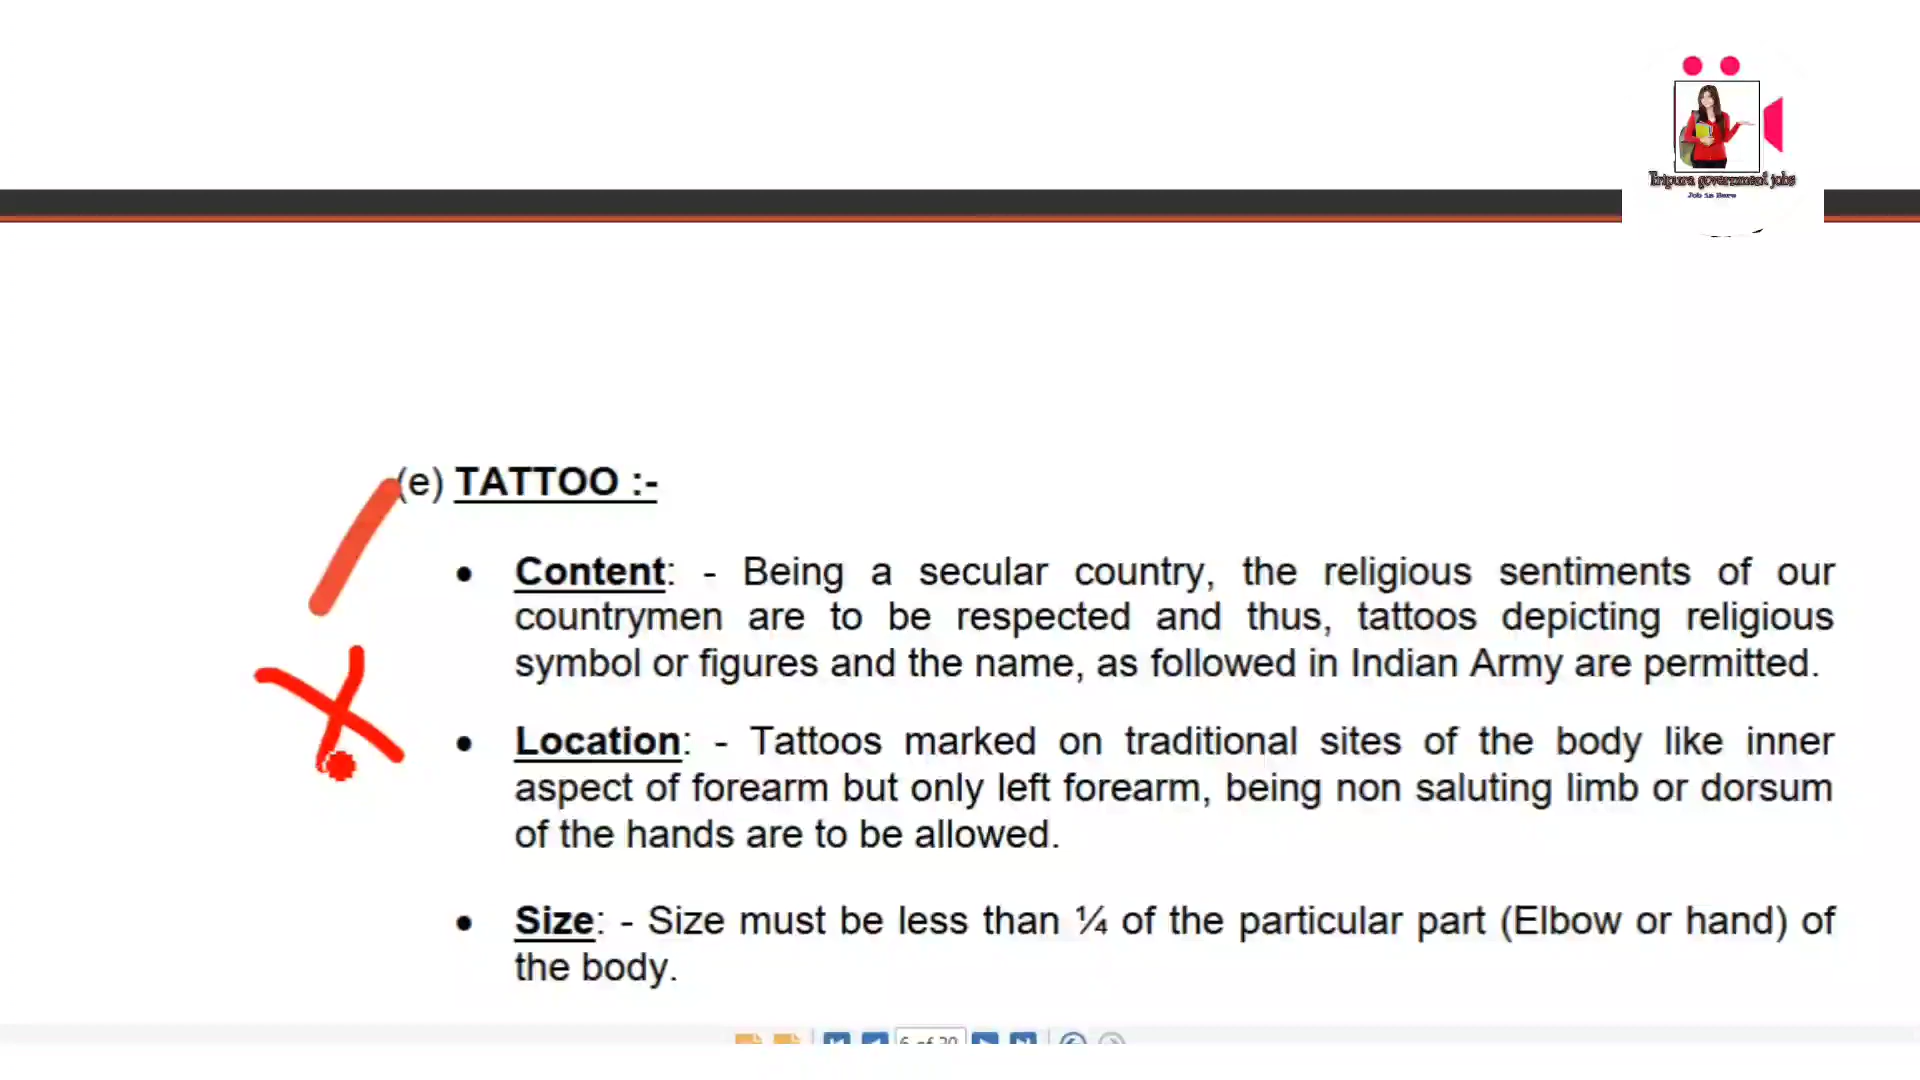 Tripura government jobs
Job is Here
(e) TATTOO :-
• Content: - Being a secular country, the religious sentiments of our
countrymen are to be respected and thus, tattoos depicting religious
symbol or figures and the name, as followed in Indian Army are permitted.
• Location: - Tattoos marked on traditional sites of the body like inner
aspect of forearm but only left forearm, being non saluting limb or dorsum
of the hands are to be allowed.
• Size: - Size must be less than ¼ of the particular part (Elbow or hand) of
the body.
6 of 20